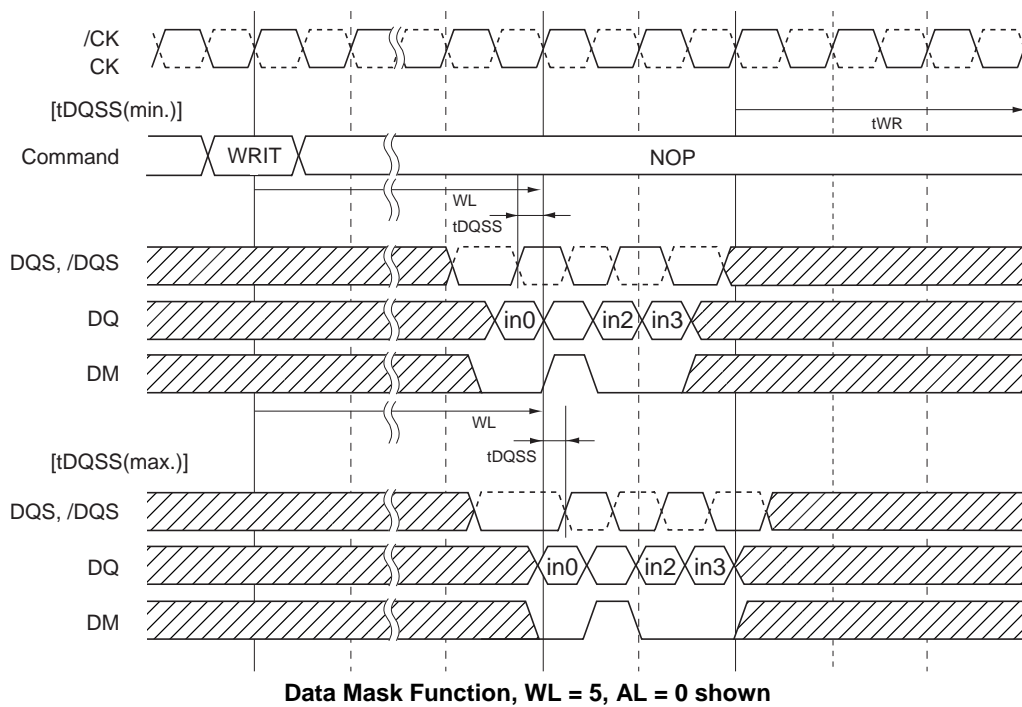 /CK
CK
[tDQSS(min.)]
tWR
Command WRIT NOP
WL
tDQSS
DQS, /DQS
DQ in0 in2 in3
DM
WL
tDQSS
[tDQSS(max.)]
DQS, /DQS
DQ in0 in2 in3
DM
Data Mask Function, WL = 5, AL = 0 shown